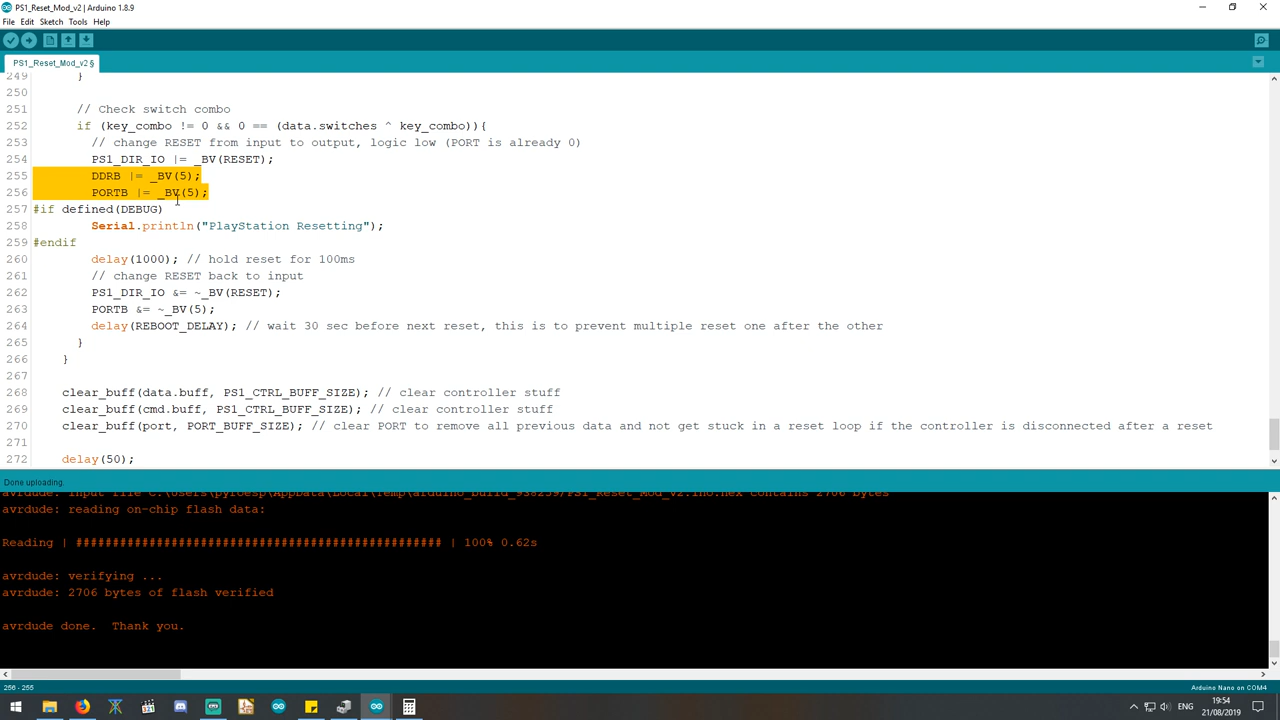 PS1_Reset_Mod_v2 | Arduino 1.8.9
File Edit Sketch Tools Help
PS1_Reset_Mod_v2 §
249 }
250
251 // Check switch combo
252 if (key_combo != 0 && 0 == (data.switches ^ key_combo)){
253 // change RESET from input to output, logic low (PORT is already 0)
254 PS1_DIR_IO |= _BV(RESET);
255 DDRB |= _BV(5);
256 PORTB |= _BV(5);
257 #if defined(DEBUG)
258 Serial.println("PlayStation Resetting");
259 #endif
260 delay(1000); // hold reset for 100ms
261 // change RESET back to input
262 PS1_DIR_IO &= ~_BV(RESET);
263 PORTB &= ~_BV(5);
264 delay(REBOOT_DELAY); // wait 30 sec before next reset, this is to prevent multiple reset one after the other
265 }
266 }
267
268 clear_buff(data.buff, PS1_CTRL_BUFF_SIZE); // clear controller stuff
269 clear_buff(cmd.buff, PS1_CTRL_BUFF_SIZE); // clear controller stuff
270 clear_buff(port, PORT_BUFF_SIZE); // clear PORT to remove all previous data and not get stuck in a reset loop if the controller is disconnected after a reset
271
272 delay(50);
Done uploading.
avrdude: input file C:\Users\pyroesp\AppData\Local\Temp\arduino_build_938259/PS1_Reset_Mod_v2.ino.hex contains 2706 bytes
avrdude: reading on-chip flash data:
Reading | ################################################## | 100% 0.62s
avrdude: verifying ...
avrdude: 2706 bytes of flash verified
avrdude done.  Thank you.
256 - 255
Arduino Nano on COM4
ENG
19:54
21/08/2019